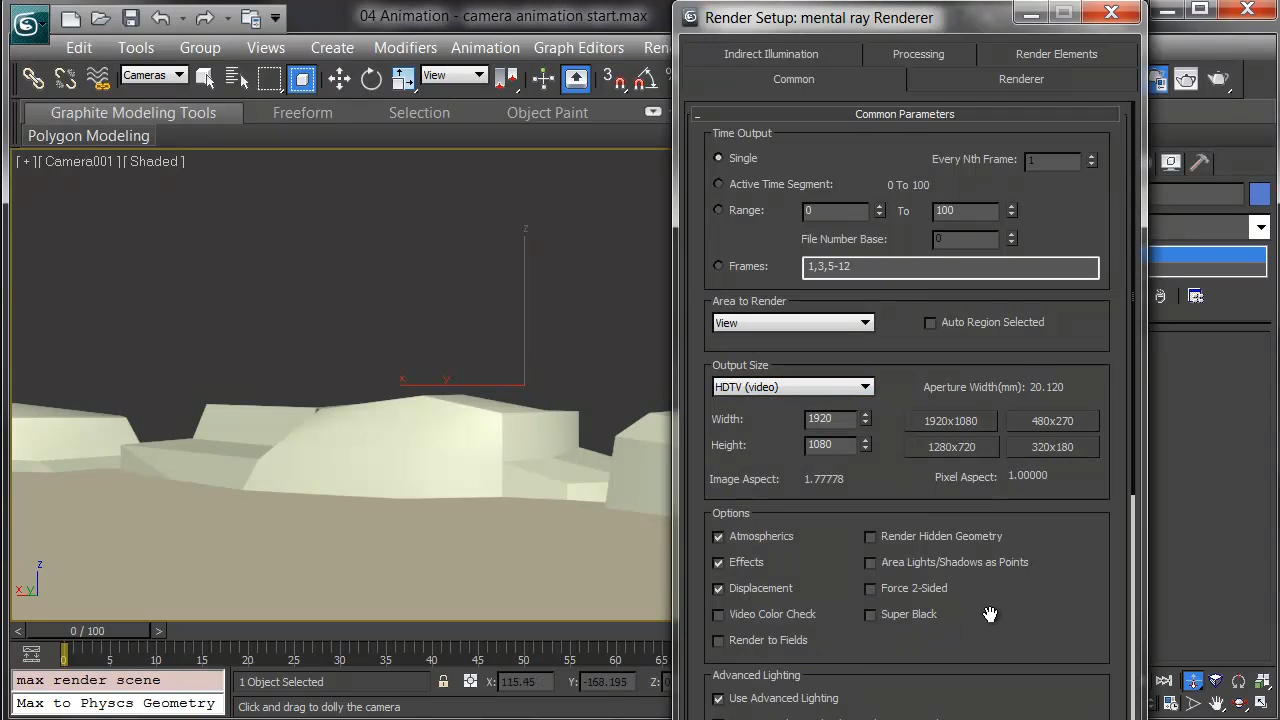 04 Animation - camera animation start.max
Render Setup: mental ray Renderer
Edit Tools Group Views Create Modifiers Animation Graph Editors Ren
Cameras
View
3
Graphite Modeling Tools Freeform Selection Object Paint
Polygon Modeling
[ + ][ Camera001 ][ Shaded ]
z
x y
z
x y
Indirect Illumination Processing Render Elements
Common Renderer
Common Parameters
Time Output
Single Every Nth Frame: 1
Active Time Segment: 0 To 100
Range: 0 To 100
File Number Base: 0
Frames: 1,3,5-12
Area to Render
View Auto Region Selected
Output Size
HDTV (video) Aperture Width(mm): 20.120
Width: 1920 1920x1080 480x270
Height: 1080 1280x720 320x180
Image Aspect: 1.77778 Pixel Aspect: 1.00000
Options
Atmospherics Render Hidden Geometry
Effects Area Lights/Shadows as Points
Displacement Force 2-Sided
Video Color Check Super Black
Render to Fields
Advanced Lighting
Use Advanced Lighting
< 0 / 100 >
0 5 10 15 20 25 30 35 40 45 50 55 60 65
max render scene
Max to Physcs Geometry
1 Object Selected X: 115.45 Y: -168.195 Z:
Click and drag to dolly the camera